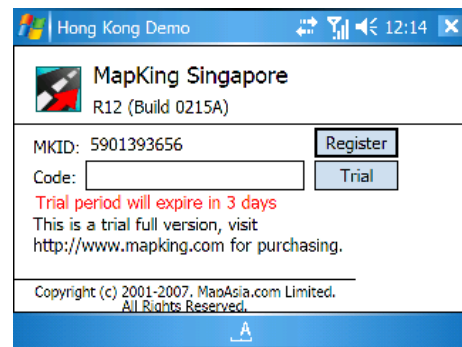 Hong Kong Demo 12:14
MapKing Singapore
R12 (Build 0215A)
MKID: 5901393656 Register
Code: Trial
Trial period will expire in 3 days
This is a trial full version, visit
http://www.mapking.com for purchasing.
Copyright (c) 2001-2007. MapAsia.com Limited.
All Rights Reserved.
A